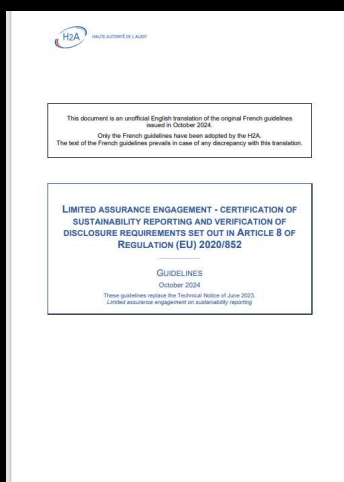 H2A HAUTE AUTORITÉ DE L'AUDIT
This document is an unofficial English translation of the original French guidelines
issued in October 2024.
Only the French guidelines have been adopted by the H2A.
The text of the French guidelines prevails in case of any discrepancy with this translation.
LIMITED ASSURANCE ENGAGEMENT - CERTIFICATION OF
SUSTAINABILITY REPORTING AND VERIFICATION OF
DISCLOSURE REQUIREMENTS SET OUT IN ARTICLE 8 OF
REGULATION (EU) 2020/852
GUIDELINES
October 2024
These guidelines replace the Technical Notice of June 2023,
Limited assurance engagement on sustainability reporting